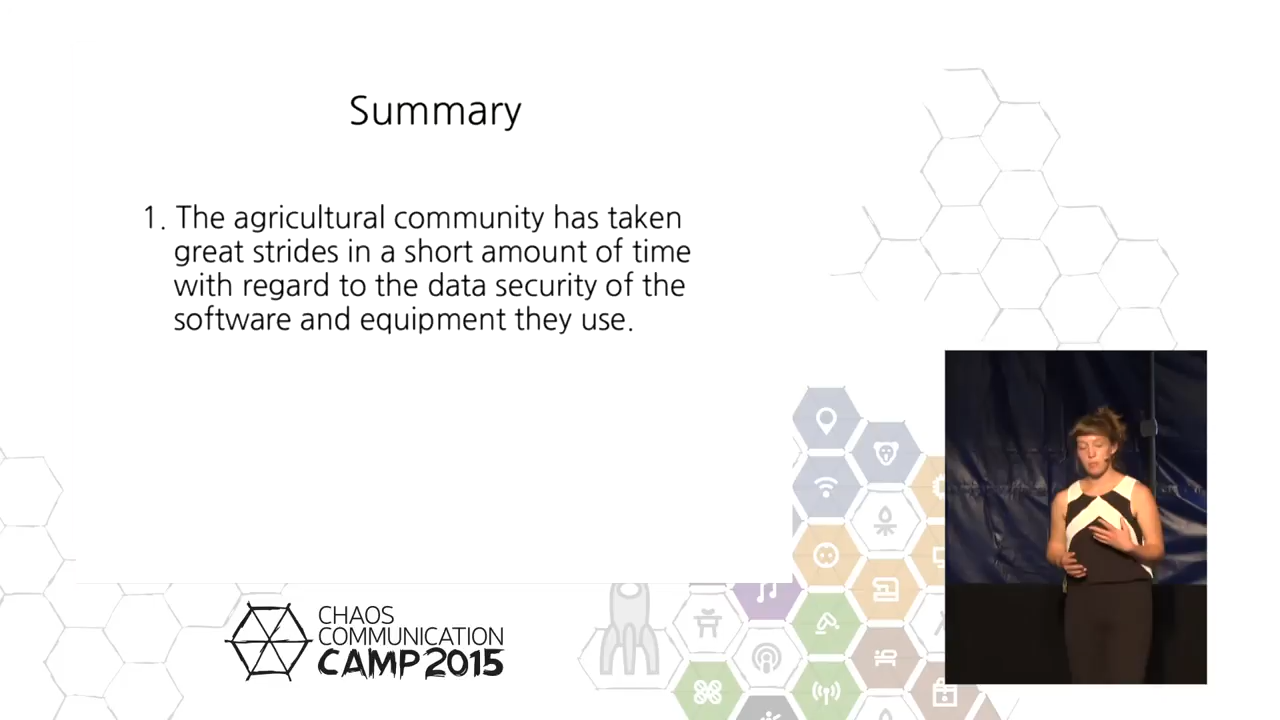 Summary
1. The agricultural community has taken
great strides in a short amount of time
with regard to the data security of the
software and equipment they use.
CHAOS
COMMUNICATION
CAMP 2015